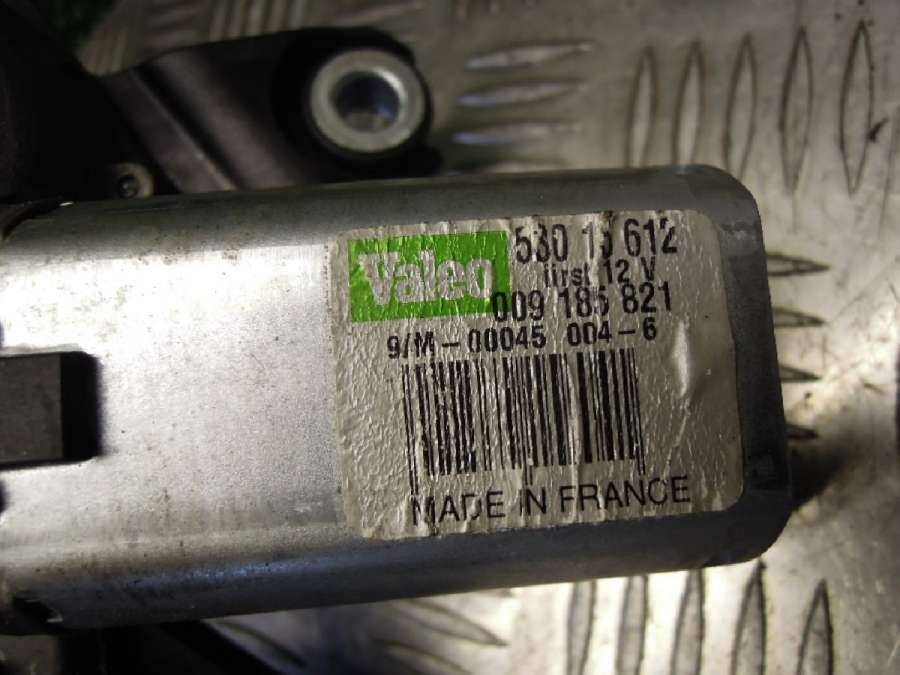 Valeo
530 15 612
first 12 V
009 185 821
9/M-00045 004-6
MADE IN FRANCE